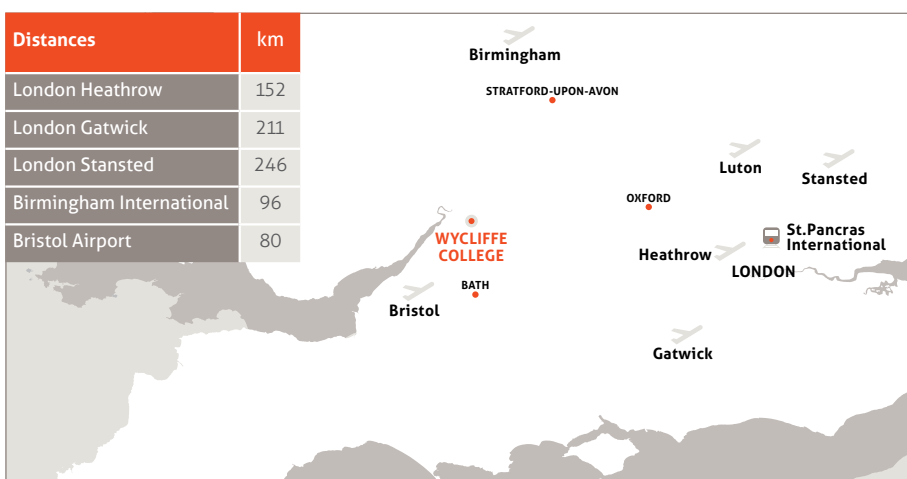 Distances km
London Heathrow 152
London Gatwick 211
London Stansted 246
Birmingham International 96
Bristol Airport 80
Birmingham
STRATFORD-UPON-AVON
Luton
Stansted
OXFORD
WYCLIFFE
COLLEGE
St.Pancras
International
Heathrow
LONDON
BATH
Bristol
Gatwick